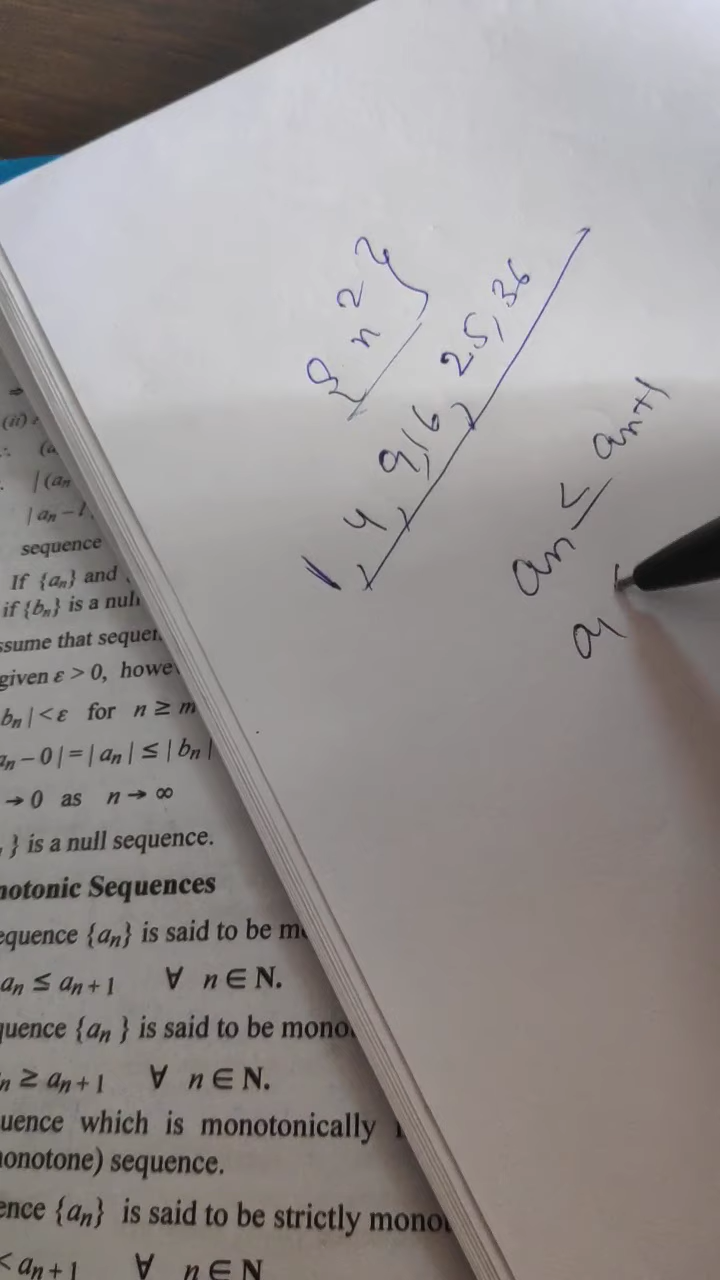 {n²}
1, 4, 9, 16, 25, 36
an ≤ an+1
a
(ii)
∴ (a
| (an
| an – l
sequence
If {an} and
if {bn} is a null
ssume that sequen
given ε > 0, howe
bn | < ε for n ≥ m
an – 0 | = | an | ≤ | bn |
→ 0 as n → ∞
} is a null sequence.
notonic Sequences
equence {an} is said to be m
an ≤ an + 1 ∀ n ∈ N.
quence {an } is said to be mono
n ≥ an + 1 ∀ n ∈ N.
uence which is monotonically
onotone) sequence.
ence {an} is said to be strictly mono
< an + 1 ∀ n ∈ N